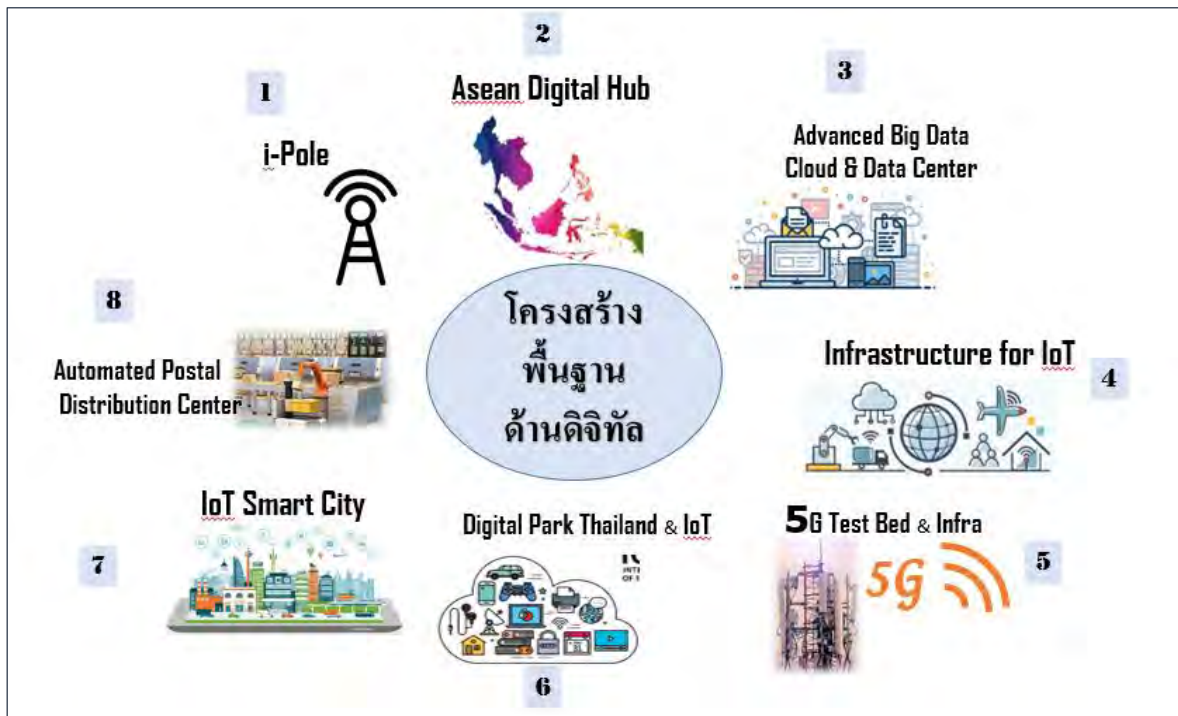 1
i-Pole
2
Asean Digital Hub
3
Advanced Big Data
Cloud & Data Center
Infrastructure for IoT
4
5G Test Bed & Infra
5G
5
Digital Park Thailand & IoT
6
IoT Smart City
7
8
Automated Postal
Distribution Center
โครงสร้าง
พื้นฐาน
ด้านดิจิทัล